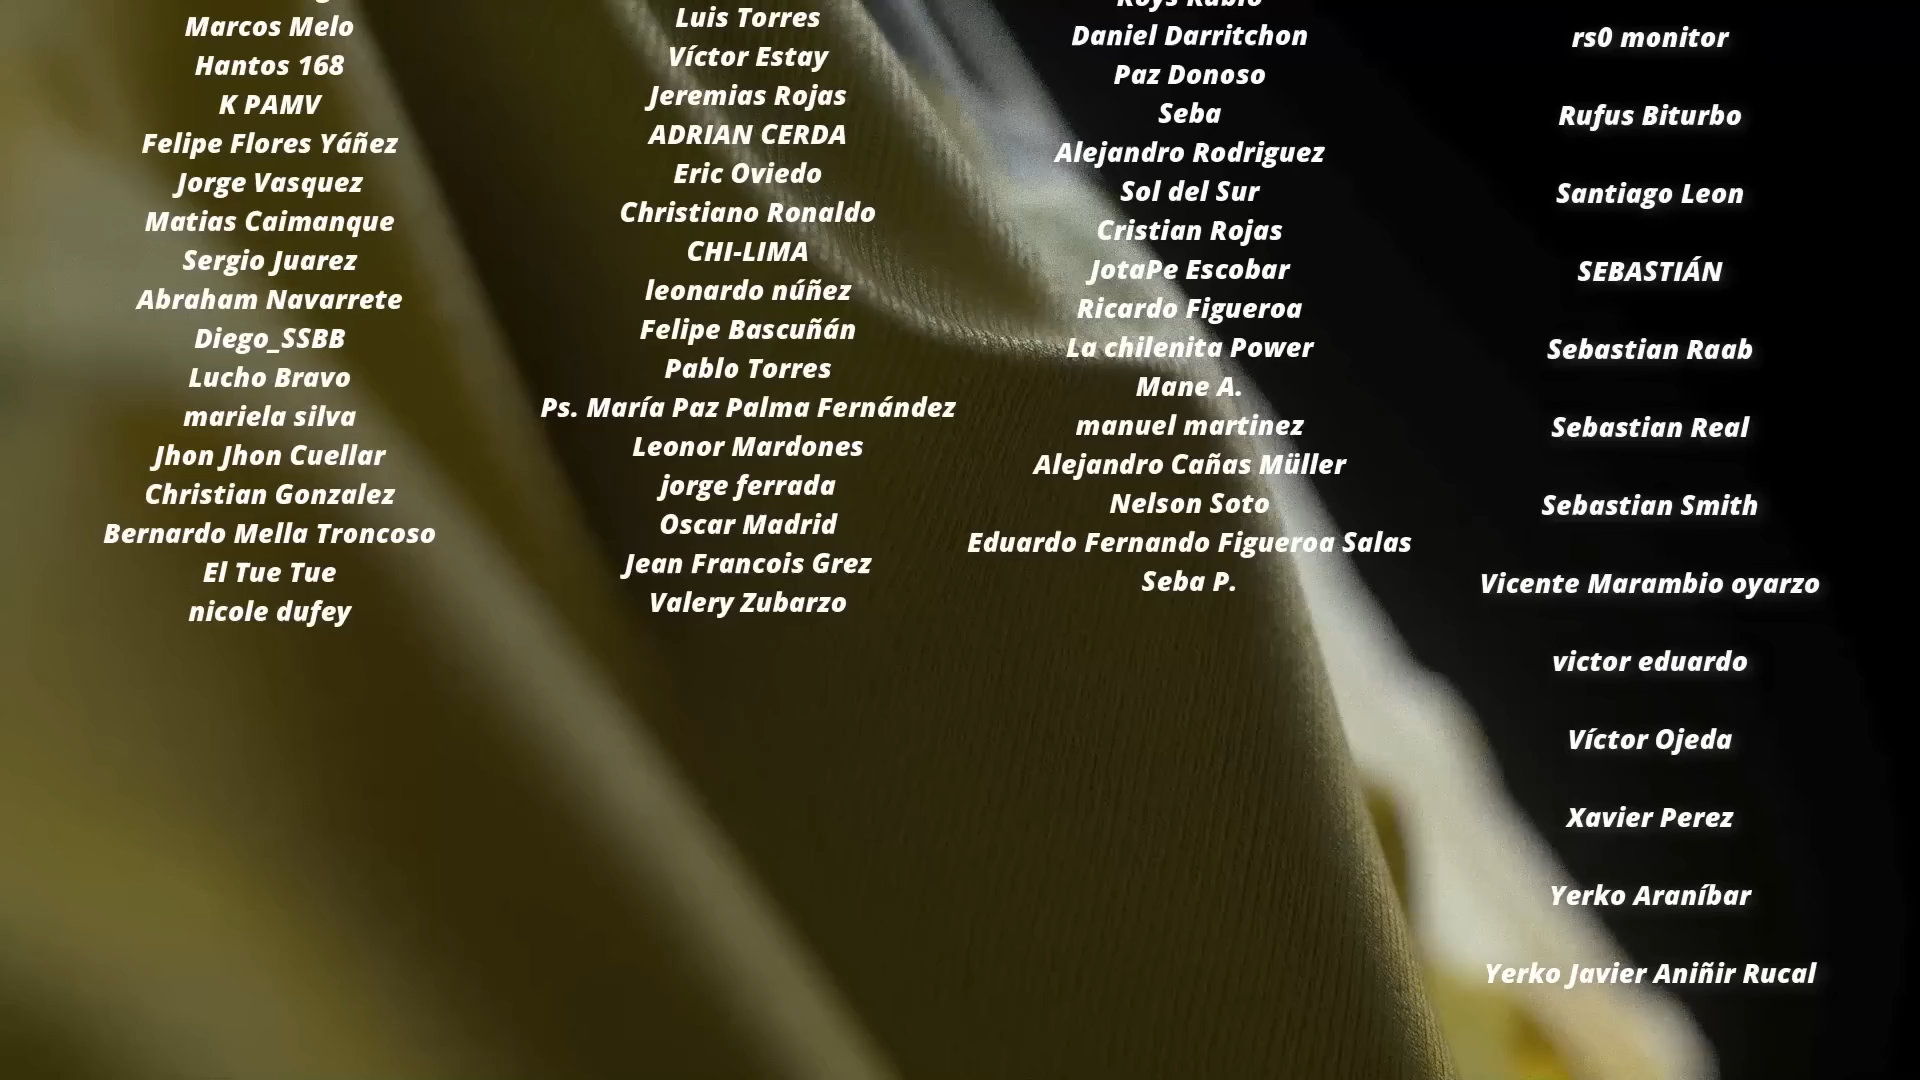 Marcos Melo
Hantos 168
K PAMV
Felipe Flores Yáñez
Jorge Vasquez
Matias Caimanque
Sergio Juarez
Abraham Navarrete
Diego_SSBB
Lucho Bravo
mariela silva
Jhon Jhon Cuellar
Christian Gonzalez
Bernardo Mella Troncoso
El Tue Tue
nicole dufey
Luis Torres
Víctor Estay
Jeremias Rojas
ADRIAN CERDA
Eric Oviedo
Christiano Ronaldo
CHI-LIMA
leonardo núñez
Felipe Bascuñán
Pablo Torres
Ps. María Paz Palma Fernández
Leonor Mardones
jorge ferrada
Oscar Madrid
Jean Francois Grez
Valery Zubarzo
Daniel Darritchon
Paz Donoso
Seba
Alejandro Rodriguez
Sol del Sur
Cristian Rojas
JotaPe Escobar
Ricardo Figueroa
La chilenita Power
Mane A.
manuel martinez
Alejandro Cañas Müller
Nelson Soto
Eduardo Fernando Figueroa Salas
Seba P.
rs0 monitor
Rufus Biturbo
Santiago Leon
SEBASTIÁN
Sebastian Raab
Sebastian Real
Sebastian Smith
Vicente Marambio oyarzo
victor eduardo
Víctor Ojeda
Xavier Perez
Yerko Araníbar
Yerko Javier Aniñir Rucal